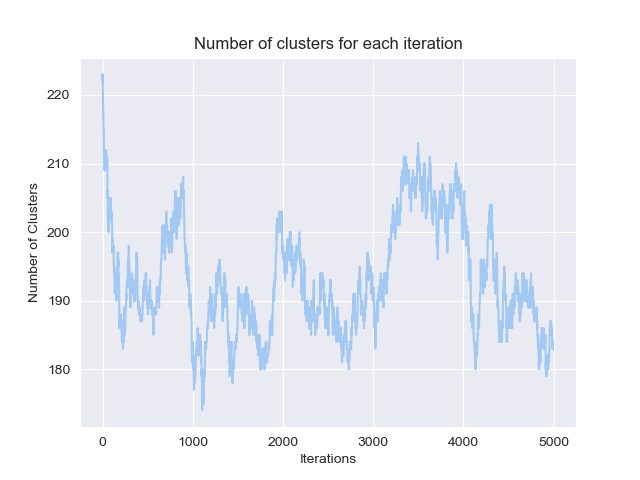 Number of clusters for each iteration
220
210
200
190
180
Number of Clusters
0 1000 2000 3000 4000 5000
Iterations